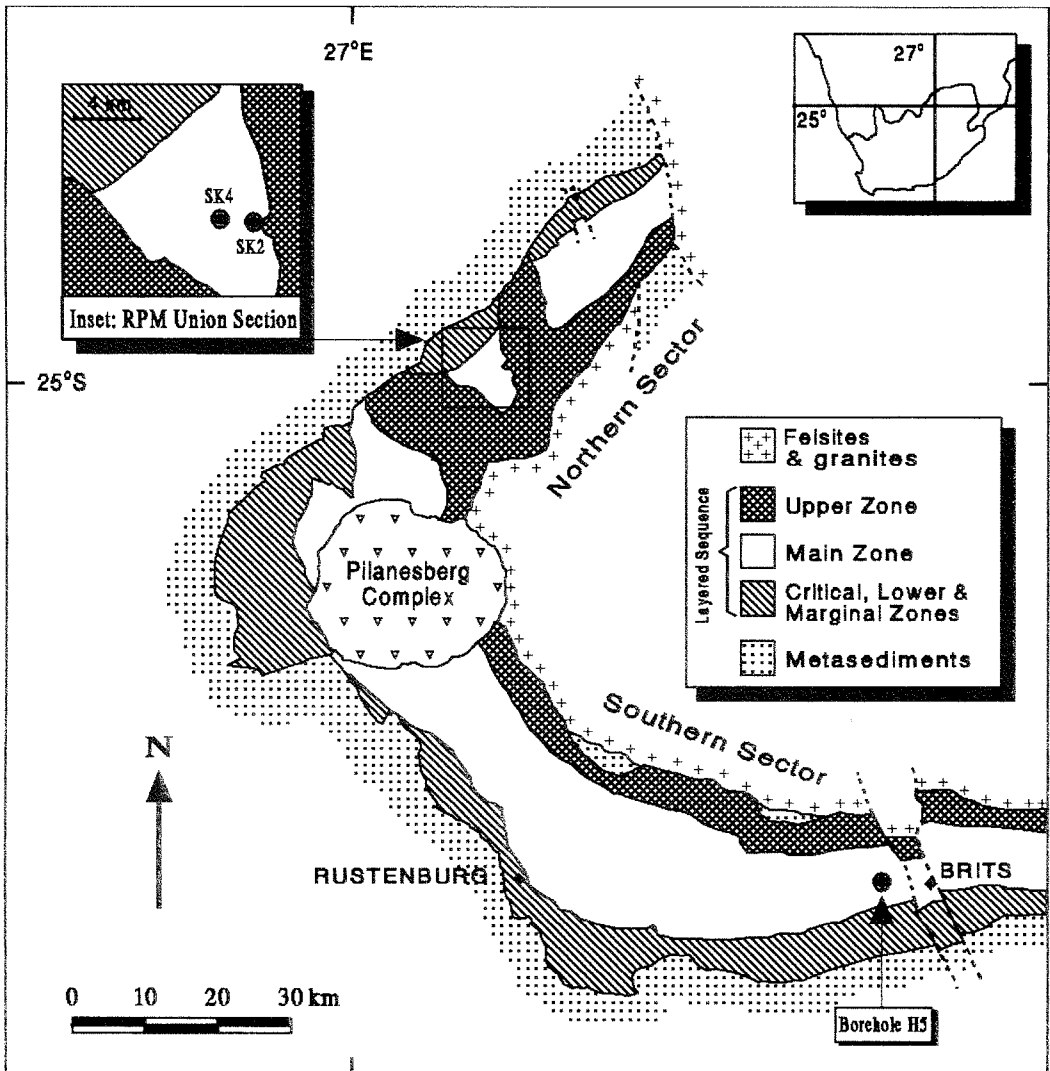 27°E
27°
25°
4 km
SK4
SK2
Inset: RPM Union Section
25°S
Northern Sector
Felsites
& granites
Layered Sequence
Upper Zone
Main Zone
Critical, Lower &
Marginal Zones
Metasediments
Pilanesberg
Complex
Southern Sector
N
RUSTENBURG
BRITS
0 10 20 30 km
Borehole H5